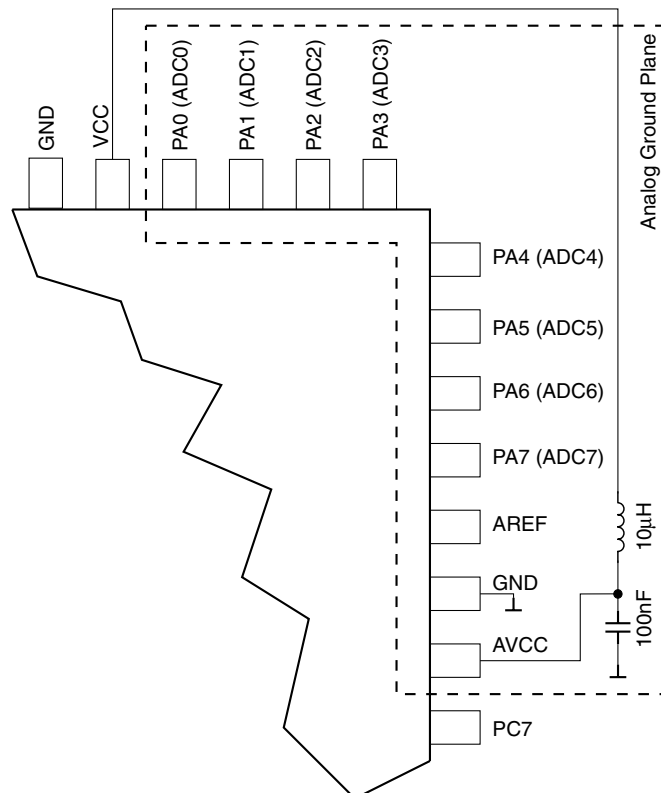 GND
VCC
PA0 (ADC0)
PA1 (ADC1)
PA2 (ADC2)
PA3 (ADC3)
Analog Ground Plane
PA4 (ADC4)
PA5 (ADC5)
PA6 (ADC6)
PA7 (ADC7)
AREF
10µH
GND
AVCC
100nF
PC7